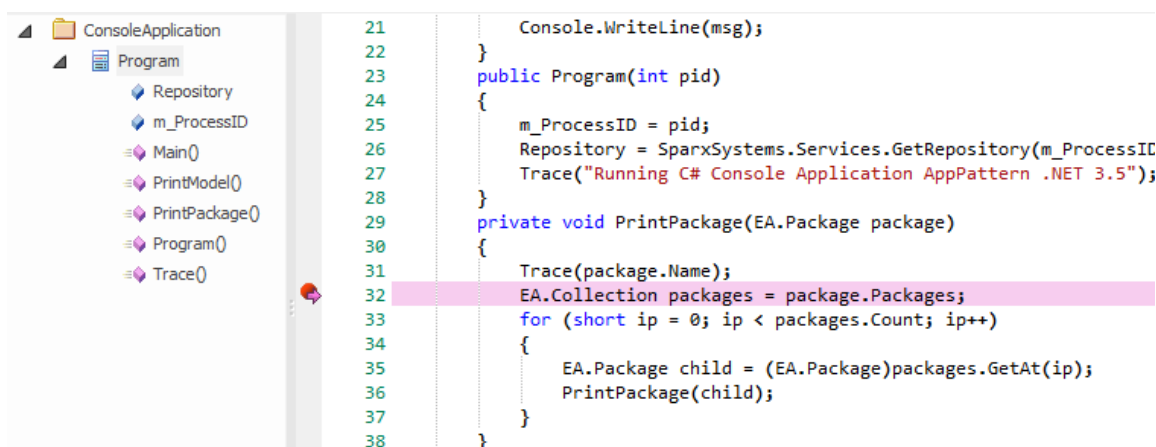 ConsoleApplication
Program
Repository
m_ProcessID
Main()
PrintModel()
PrintPackage()
Program()
Trace()
21 Console.WriteLine(msg);
22 }
23 public Program(int pid)
24 {
25 m_ProcessID = pid;
26 Repository = SparxSystems.Services.GetRepository(m_ProcessID
27 Trace("Running C# Console Application AppPattern .NET 3.5");
28 }
29 private void PrintPackage(EA.Package package)
30 {
31 Trace(package.Name);
32 EA.Collection packages = package.Packages;
33 for (short ip = 0; ip < packages.Count; ip++)
34 {
35 EA.Package child = (EA.Package)packages.GetAt(ip);
36 PrintPackage(child);
37 }
38 }